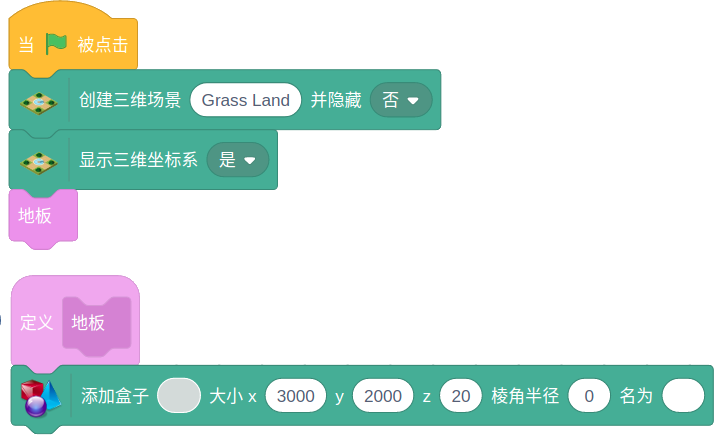 当 被点击
创建三维场景 Grass Land 并隐藏 否
显示三维坐标系 是
地板
定义 地板
添加盒子 大小 x 3000 y 2000 z 20 棱角半径 0 名为